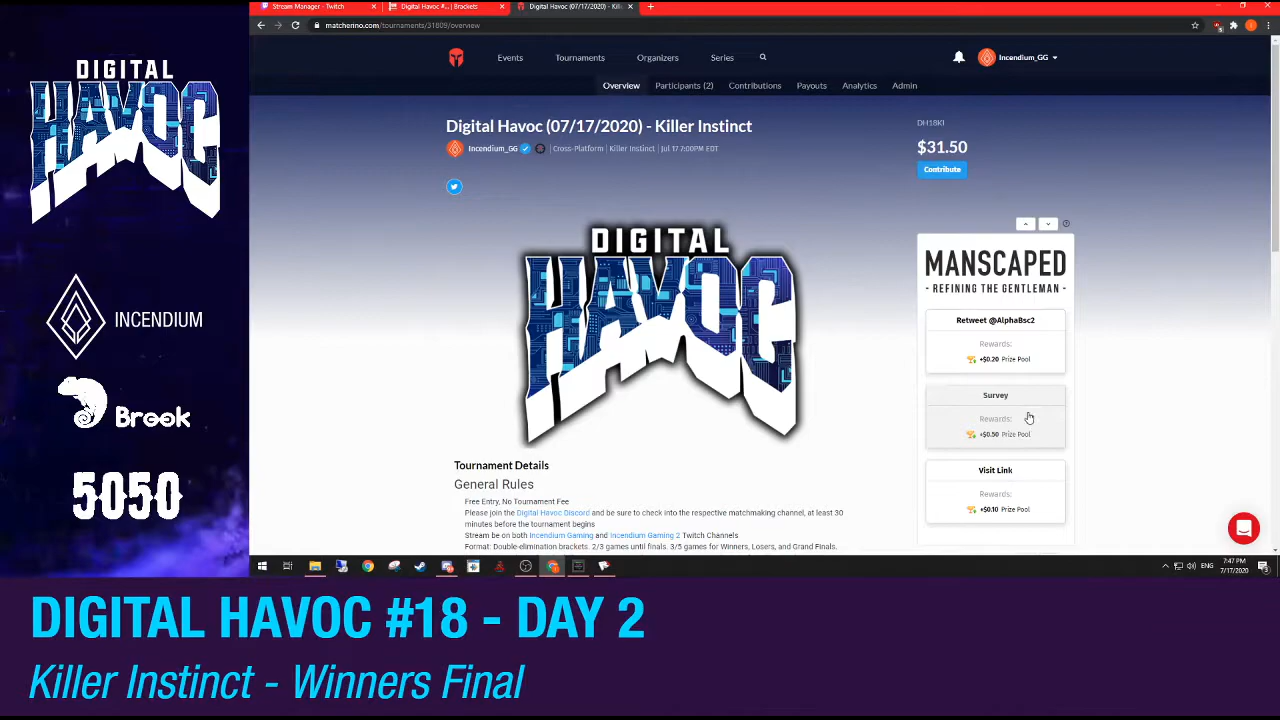 Stream Manager - Twitch
Digital Havoc #... | Brackets
Digital Havoc (07/17/2020) - Kill
matcherino.com/tournaments/31809/overview
DIGITAL
HAVOC
INCENDIUM
Brook
5050
Events
Tournaments
Organizers
Series
Incendium_GG
Overview
Participants (2)
Contributions
Payouts
Analytics
Admin
Digital Havoc (07/17/2020) - Killer Instinct
Incendium_GG | Cross-Platform | Killer Instinct | Jul 17 7:00PM EDT
DH18KI
$31.50
Contribute
DIGITAL
HAVOC
MANSCAPED
- REFINING THE GENTLEMAN -
Retweet @AlphaBsc2
Rewards:
+$0.20 Prize Pool
Survey
Rewards:
+$0.50 Prize Pool
Visit Link
Rewards:
+$0.10 Prize Pool
Tournament Details
General Rules
Free Entry, No Tournament Fee
Please join the Digital Havoc Discord and be sure to check into the respective matchmaking channel, at least 30
minutes before the tournament begins
Stream be on both Incendium Gaming and Incendium Gaming 2 Twitch Channels
Format: Double-elimination brackets. 2/3 games until finals. 3/5 games for Winners, Losers, and Grand Finals.
ENG
7:47 PM
7/17/2020
DIGITAL HAVOC #18 - DAY 2
Killer Instinct - Winners Final